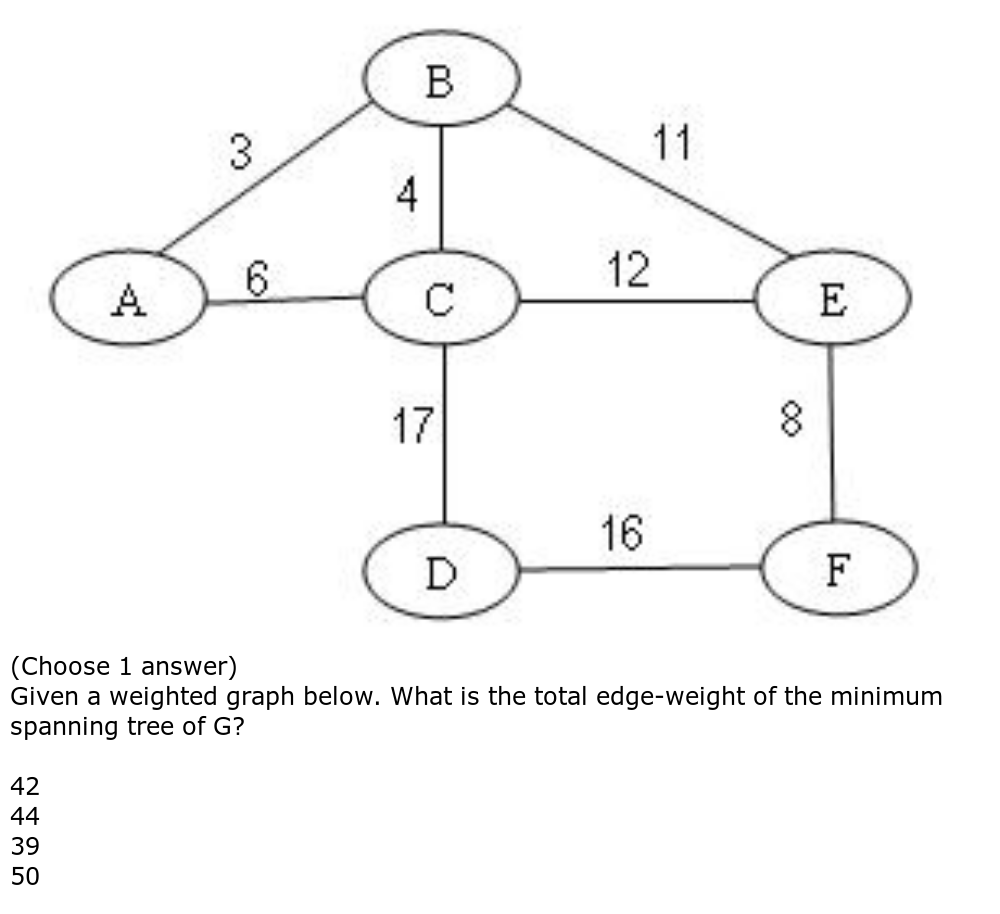 B
3
11
4
A
6
C
12
E
17
8
D
16
F
(Choose 1 answer)
Given a weighted graph below. What is the total edge-weight of the minimum
spanning tree of G?
42
44
39
50